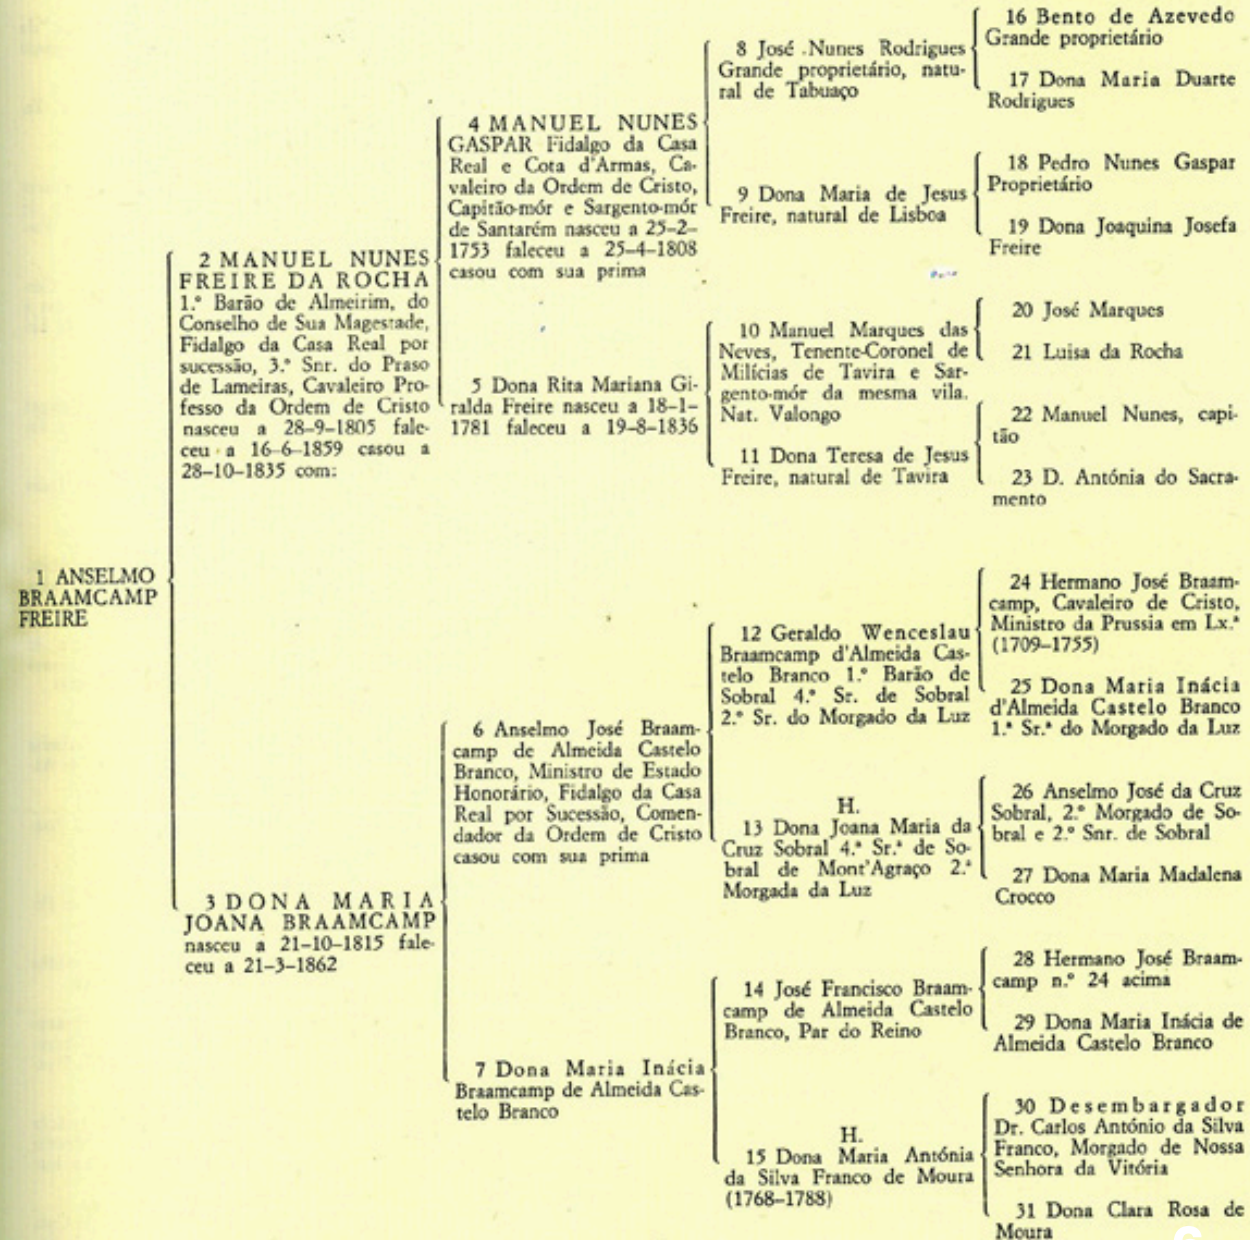 1 ANSELMO
BRAAMCAMP
FREIRE
2 MANUEL NUNES
FREIRE DA ROCHA
1.º Barão de Almeirim, do
Conselho de Sua Magestade,
Fidalgo da Casa Real por
sucessão, 3.º Snr. do Praso
de Lameiras, Cavaleiro Pro-
fesso da Ordem de Cristo
nasceu a 28–9–1805 fale-
ceu a 16–6–1859 casou a
28–10–1835 com:
3 DONA MARIA
JOANA BRAAMCAMP
nasceu a 21–10–1815 fale-
ceu a 21–3–1862
4 MANUEL NUNES
GASPAR Fidalgo da Casa
Real e Cota d'Armas, Ca-
valeiro da Ordem de Cristo,
Capitão-mór e Sargento-mór
de Santarém nasceu a 25–2–
1753 faleceu a 25–4–1808
casou com sua prima
5 Dona Rita Mariana Gi-
ralda Freire nasceu a 18–1–
1781 faleceu a 19–8–1836
6 Anselmo José Braam-
camp de Almeida Castelo
Branco, Ministro de Estado
Honorário, Fidalgo da Casa
Real por Sucessão, Comen-
dador da Ordem de Cristo
casou com sua prima
7 Dona Maria Inácia
Braamcamp de Almeida Cas-
telo Branco
8 José Nunes Rodrigues
Grande proprietário, natu-
ral de Tabuaço
9 Dona Maria de Jesus
Freire, natural de Lisboa
10 Manuel Marques das
Neves, Tenente-Coronel de
Milícias de Tavira e Sar-
gento-mór da mesma vila.
Nat. Valongo
11 Dona Teresa de Jesus
Freire, natural de Tavira
12 Geraldo Wenceslau
Braamcamp d'Almeida Cas-
telo Branco 1.º Barão de
Sobral 4.º Sr. de Sobral
2.º Sr. do Morgado da Luz
H.
13 Dona Joana Maria da
Cruz Sobral 4.ª Sr.ª de So-
bral de Mont'Agraço 2.ª
Morgada da Luz
14 José Francisco Braam-
camp de Almeida Castelo
Branco, Par do Reino
H.
15 Dona Maria Antónia
da Silva Franco de Moura
(1768–1788)
16 Bento de Azevedo
Grande proprietário
17 Dona Maria Duarte
Rodrigues
18 Pedro Nunes Gaspar
Proprietário
19 Dona Joaquina Josefa
Freire
20 José Marques
21 Luisa da Rocha
22 Manuel Nunes, capi-
tão
23 D. Antónia do Sacra-
mento
24 Hermano José Braam-
camp, Cavaleiro de Cristo,
Ministro da Prussia em Lx.ª
(1709–1755)
25 Dona Maria Inácia
d'Almeida Castelo Branco
1.ª Sr.ª do Morgado da Luz
26 Anselmo José da Cruz
Sobral, 2.º Morgado de So-
bral e 2.º Snr. de Sobral
27 Dona Maria Madalena
Crocco
28 Hermano José Braam-
camp n.º 24 acima
29 Dona Maria Inácia de
Almeida Castelo Branco
30 Desembargador
Dr. Carlos António da Silva
Franco, Morgado de Nossa
Senhora da Vitória
31 Dona Clara Rosa de
Moura